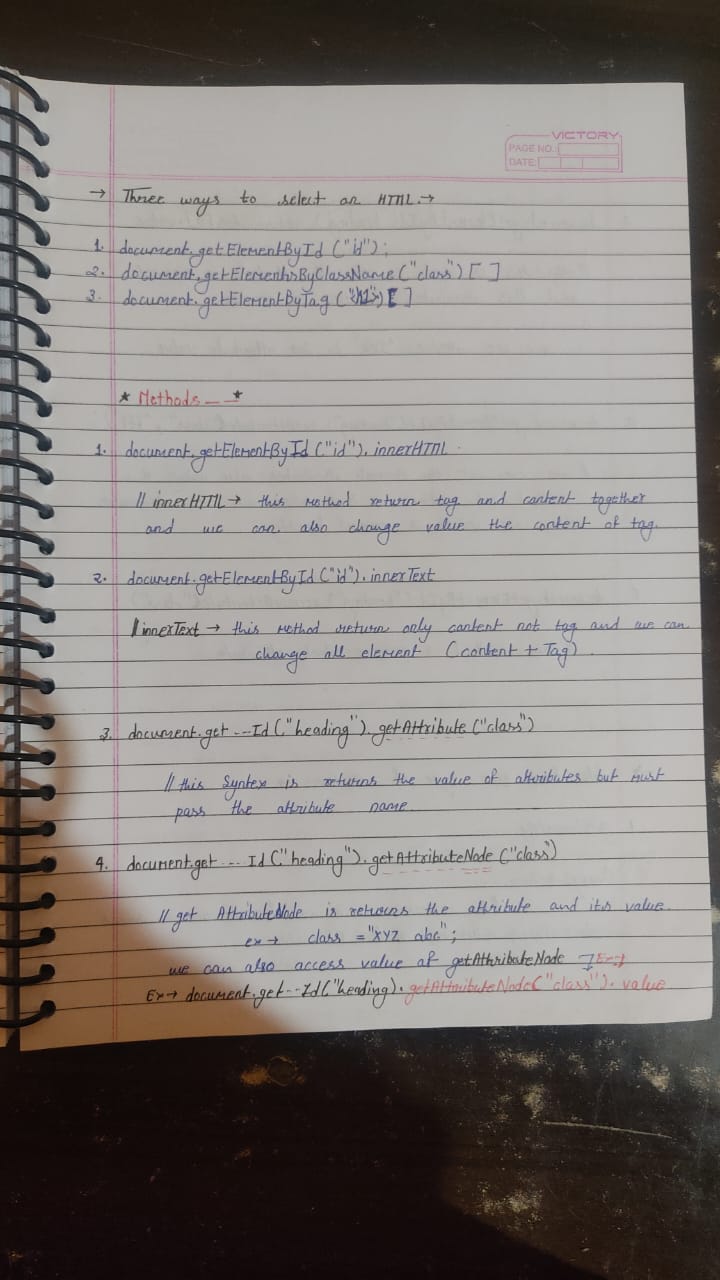 VICTORY
PAGE NO.:
DATE:
→ Three ways to select an HTML.→
1. document.getElementById ("id");
2. document.getElementsByClassName ("class") [ ]
3. document.getElementByTag ("<h1>") [ ]
* Methods _ _*
1. document.getElementById ("id"). innerHTML
// innerHTML → this method return tag and content together
and we can also change value the content of tag.
2. document.getElementById ("id"). innerText
// innerText → this method return only content not tag and we can
change all element (content + Tag)
3. document.get---Id ("heading"). getAttribute ("class")
// this Syntex is returns the value of attributes but must
pass the attribute name.
4. document.get---Id ("heading"). getAttributeNode ("class")
// get AttributeNode is returns the attribute and its value.
ex → class = "xyz abc";
we can also access value of getAttributeNode ] Ex→
Ex→ document.get---Id("heading). getAttributeNode("class"). value